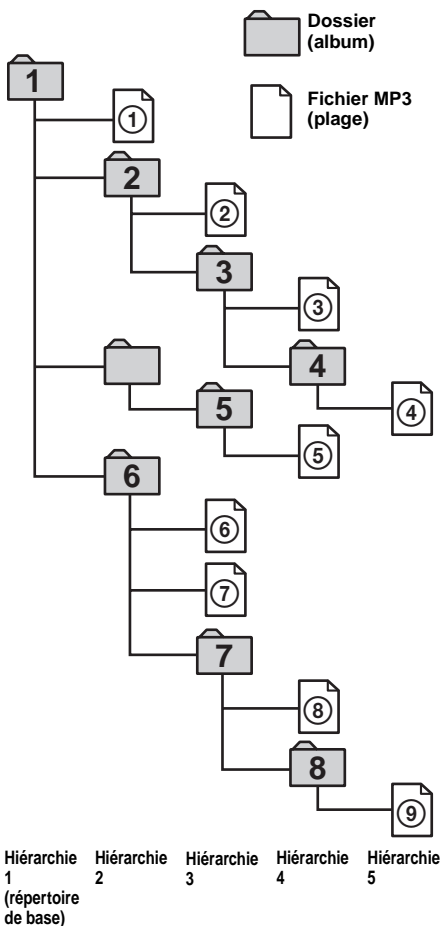 Dossier
(album)
1
Fichier MP3
(plage)
①
2
②
3
③
4
④
5
⑤
6
⑥
⑦
7
⑧
8
⑨
Hiérarchie
1
(répertoire
de base)
Hiérarchie
2
Hiérarchie
3
Hiérarchie
4
Hiérarchie
5